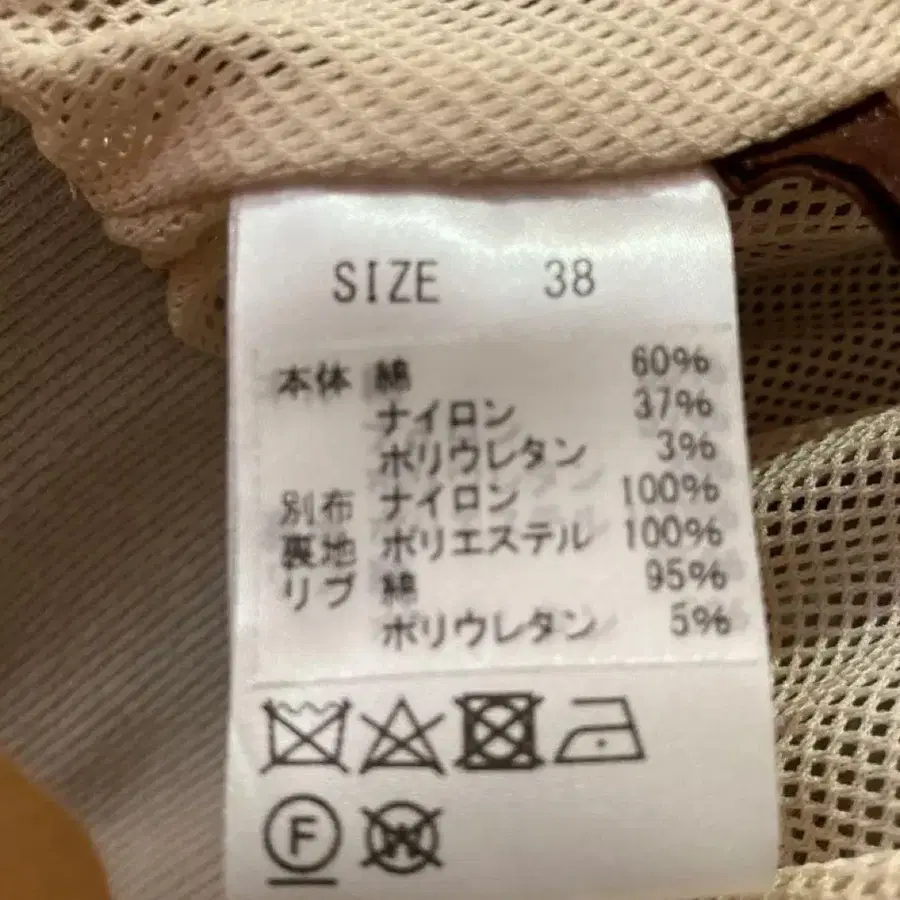 SIZE 38
本体 綿 60%
ナイロン 37%
ポリウレタン 3%
別布 ナイロン 100%
裏地 ポリエステル 100%
リブ 綿 95%
ポリウレタン 5%
F W